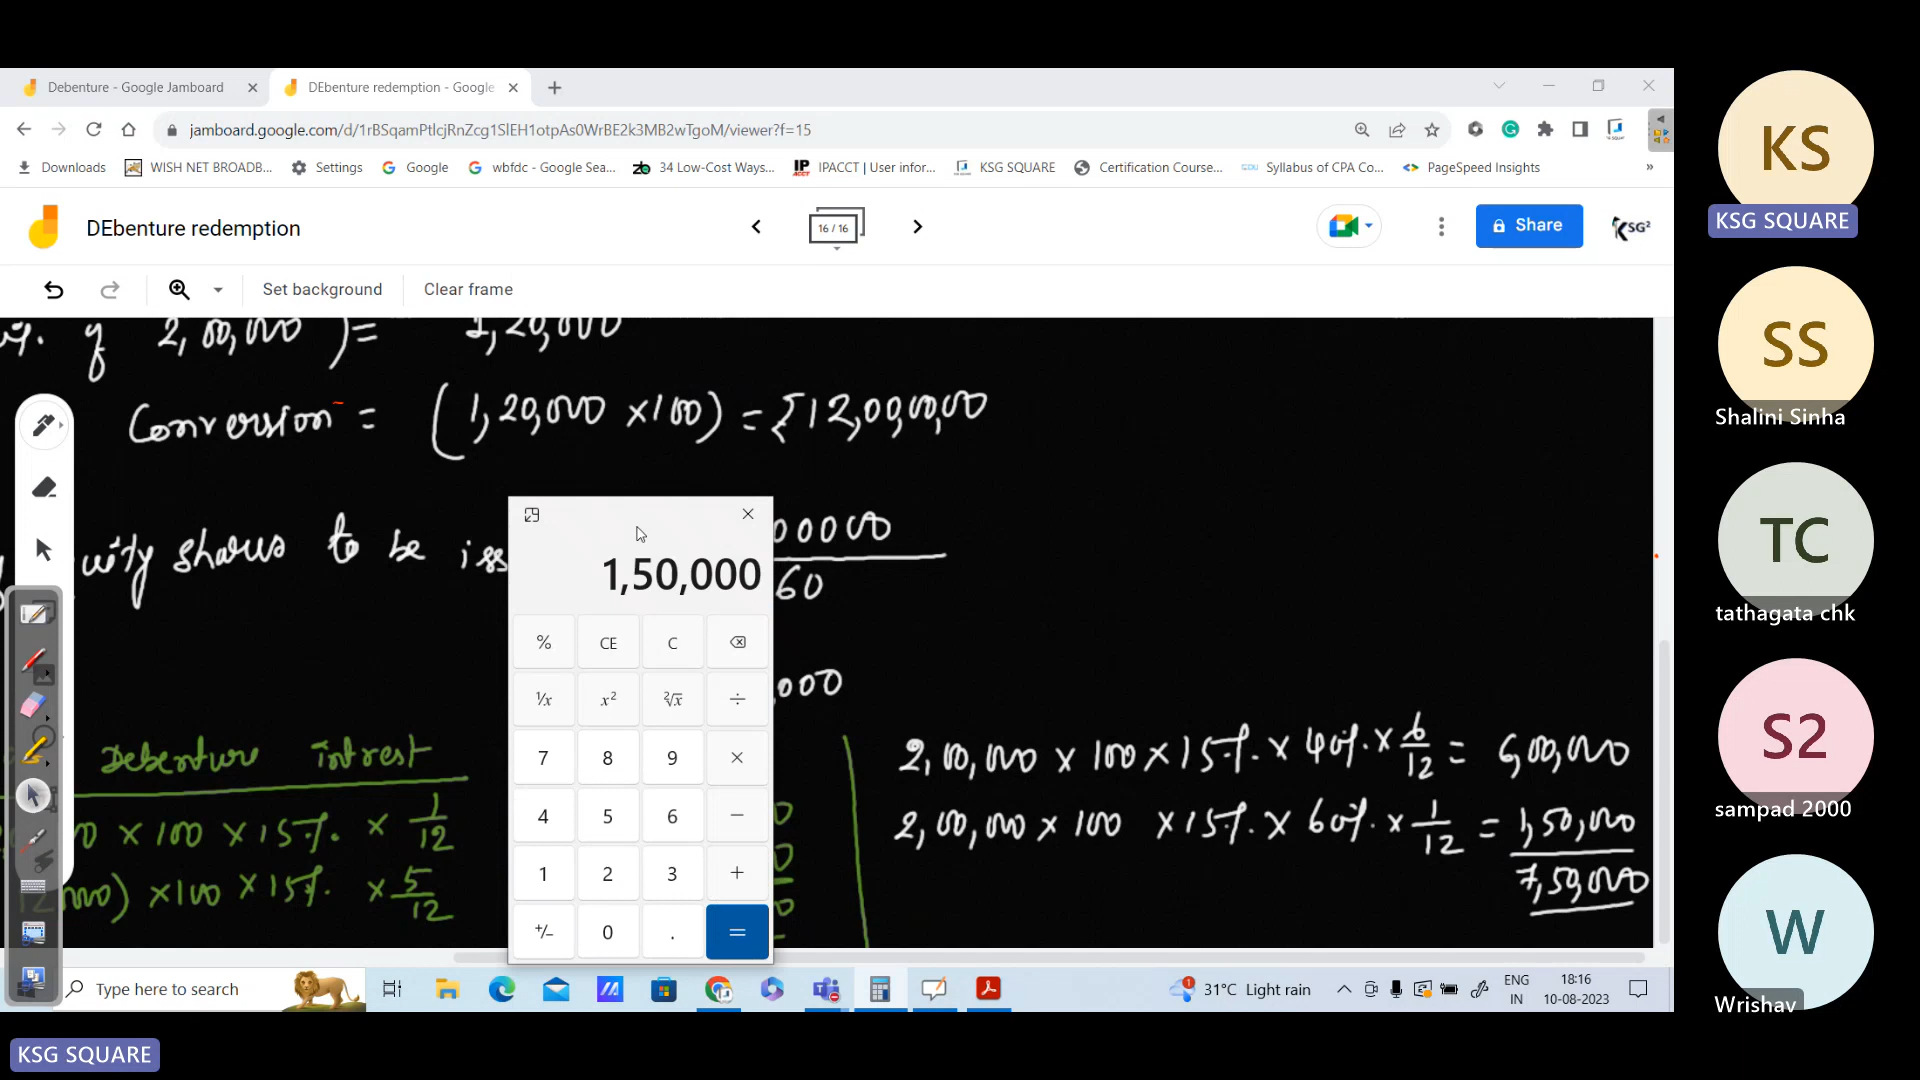 Debenture - Google Jamboard
DEbenture redemption - Google
jamboard.google.com/d/1rBSqamPtlcjRnZcg1SlEH1otpAs0WrBE2k3MB2wTgoM/viewer?f=15
Downloads WISH NET BROADB... Settings Google wbfdc - Google Sea... 34 Low-Cost Ways... IPACCT | User infor... KSG SQUARE Certification Course... Syllabus of CPA Co... PageSpeed Insights »
DEbenture redemption
16 / 16
Share
KSG²
Set background Clear frame
of 2,00,000 ) = 1,20,000
Conversion = (1,20,000 × 100) = ₹12,00,00,00
shares to be iss
00000
60
,000
Debenture intrest
0 × 100 × 15%. × 1/12
000) × 100 × 15%. × 5/12
2,00,000 × 100 × 15%. × 40%. × 6/12 = 6,00,000
2,00,000 × 100 × 15%. × 60%. × 1/12 = 1,50,000
7,50,000
1,50,000
% CE C
¹/x x² ²√x ÷
7 8 9 ×
4 5 6 −
1 2 3 +
+/− 0 . =
Type here to search
31°C Light rain
ENG
IN
18:16
10-08-2023
KS
KSG SQUARE
SS
Shalini Sinha
TC
tathagata chk
S2
sampad 2000
W
Wrishav
KSG SQUARE